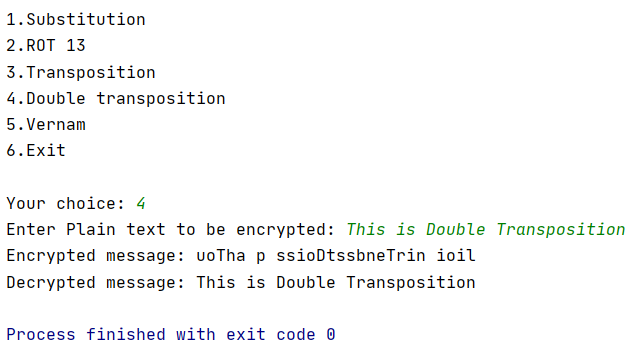 1.Substitution
2.ROT 13
3.Transposition
4.Double transposition
5.Vernam
6.Exit
Your choice: 4
Enter Plain text to be encrypted: This is Double Transposition
Encrypted message: uoTha p ssioDtssbneTrin ioil
Decrypted message: This is Double Transposition
Process finished with exit code 0